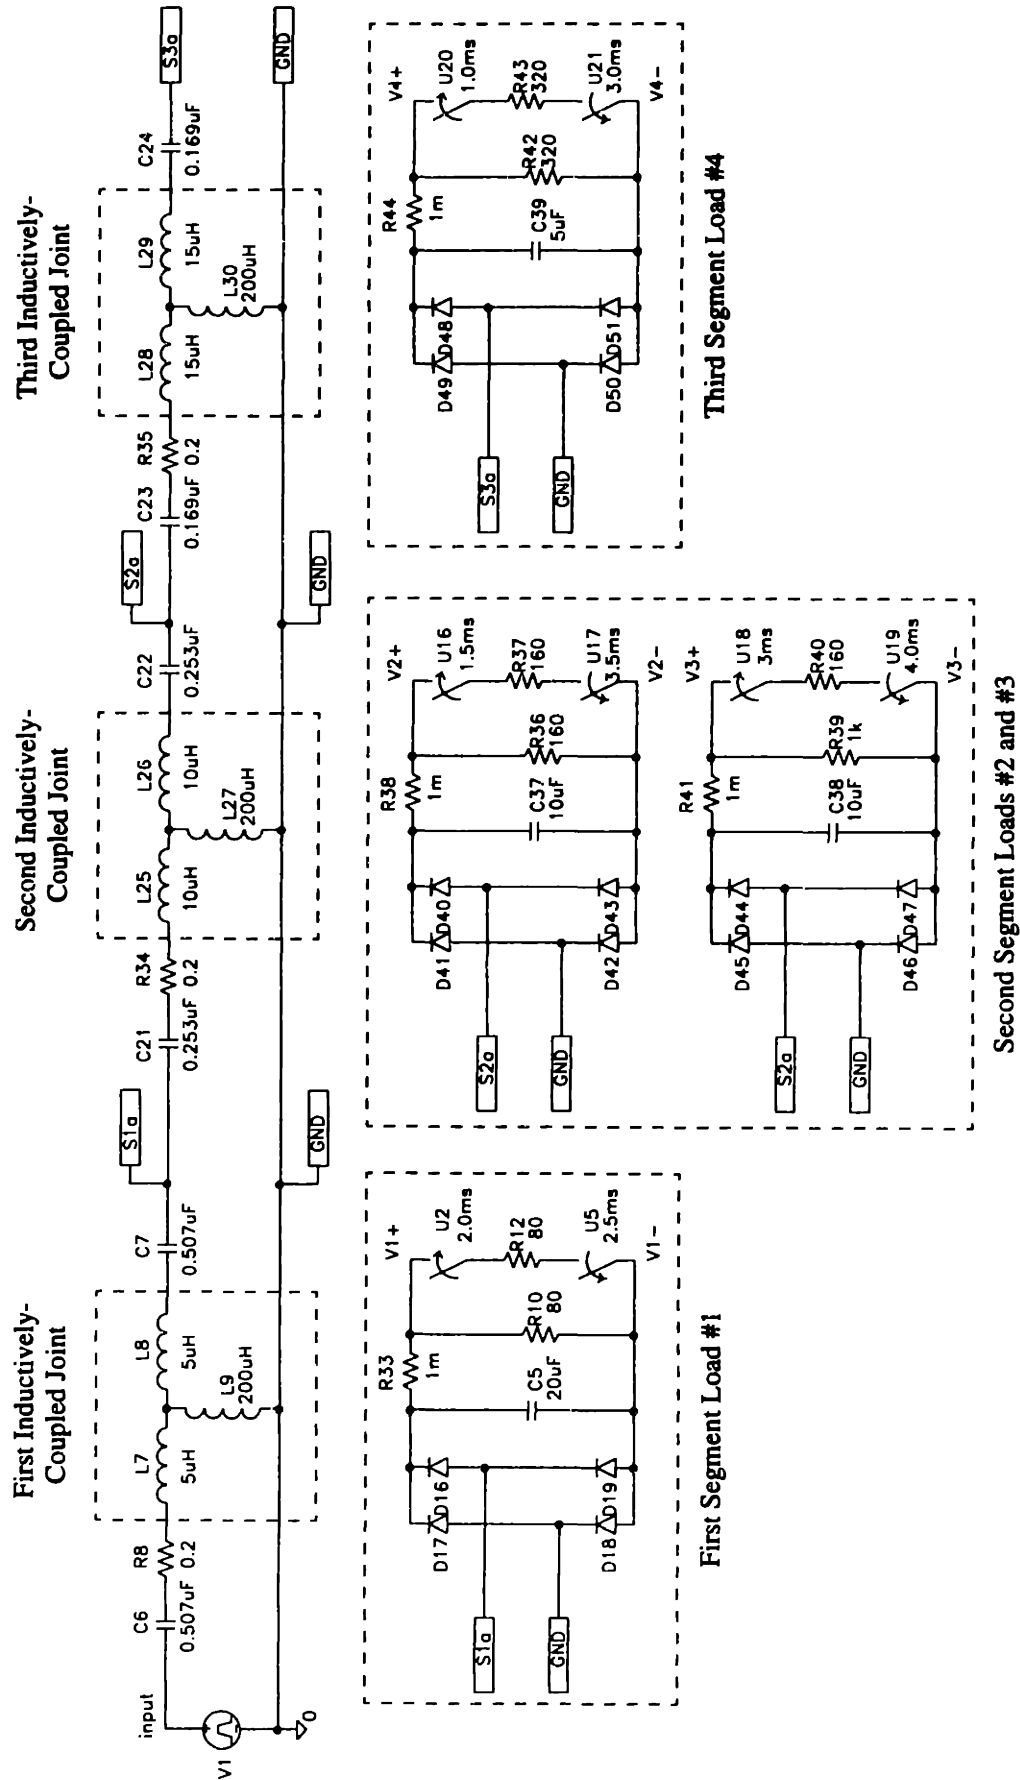 First Inductively-
Coupled Joint
Second Inductively-
Coupled Joint
Third Inductively-
Coupled Joint
V1
input
0
C6
0.507uF
R8
0.2
L7
5uH
L8
5uH
L9
200uH
C7
0.507uF
S1a
GND
C21
0.253uF
R34
0.2
L25
10uH
L26
10uH
L27
200uH
C22
0.253uF
S2a
GND
C23
0.169uF
R35
0.2
L28
15uH
L29
15uH
L30
200uH
C24
0.169uF
S3a
GND
S1a
GND
D17
D16
D18
D19
R33
1m
C5
20uF
R10
80
V1+
U2
2.0ms
R12
80
U5
2.5ms
V1-
First Segment Load #1
S2a
GND
D41
D40
D42
D43
R38
1m
C37
10uF
R36
160
V2+
U16
1.5ms
R37
160
U17
3.5ms
V2-
S2a
GND
D45
D44
D46
D47
R41
1m
C38
10uF
R39
1k
V3+
U18
3ms
R40
160
U19
4.0ms
V3-
Second Segment Loads #2 and #3
S3a
GND
D49
D48
D50
D51
R44
1m
C39
5uF
R42
320
V4+
U20
1.0ms
R43
320
U21
3.0ms
V4-
Third Segment Load #4